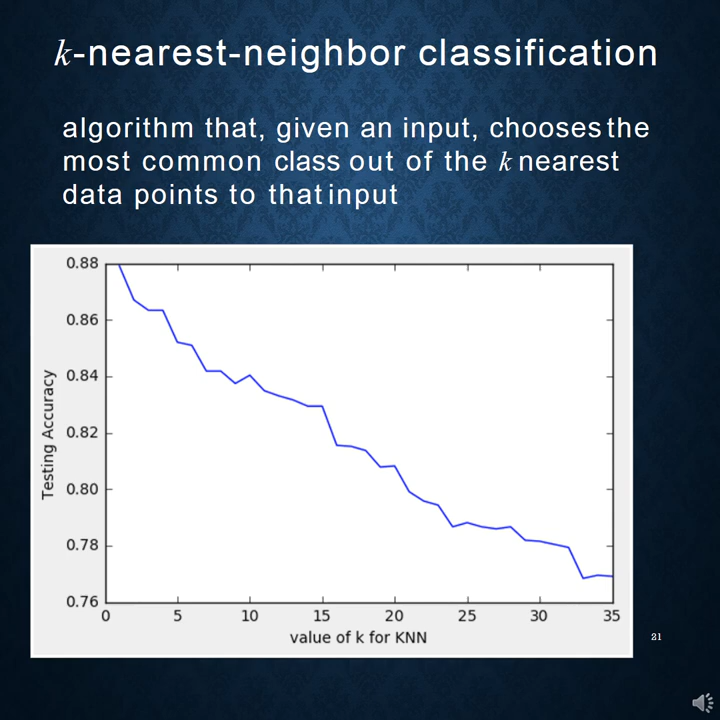 k-nearest-neighbor classification
algorithm that, given an input, chooses the
most common class out of the k nearest
data points to that input
0.88
0.86
0.84
0.82
0.80
0.78
0.76
Testing Accuracy
0 5 10 15 20 25 30 35
value of k for KNN
21